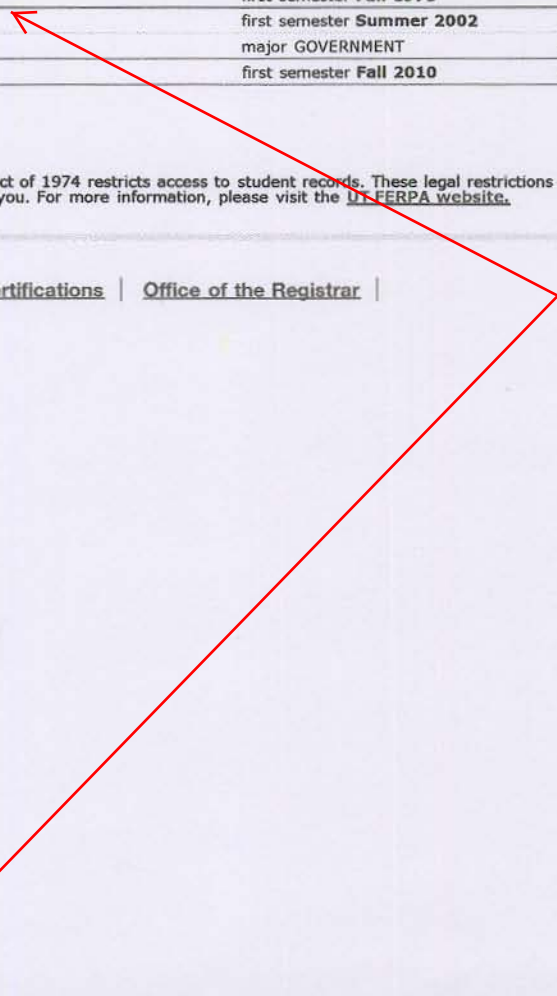 first semester Summer 2002
major GOVERNMENT
first semester Fall 2010
ct of 1974 restricts access to student records. These legal restrictions
you. For more information, please visit the UT FERPA website.
rtifications | Office of the Registrar |